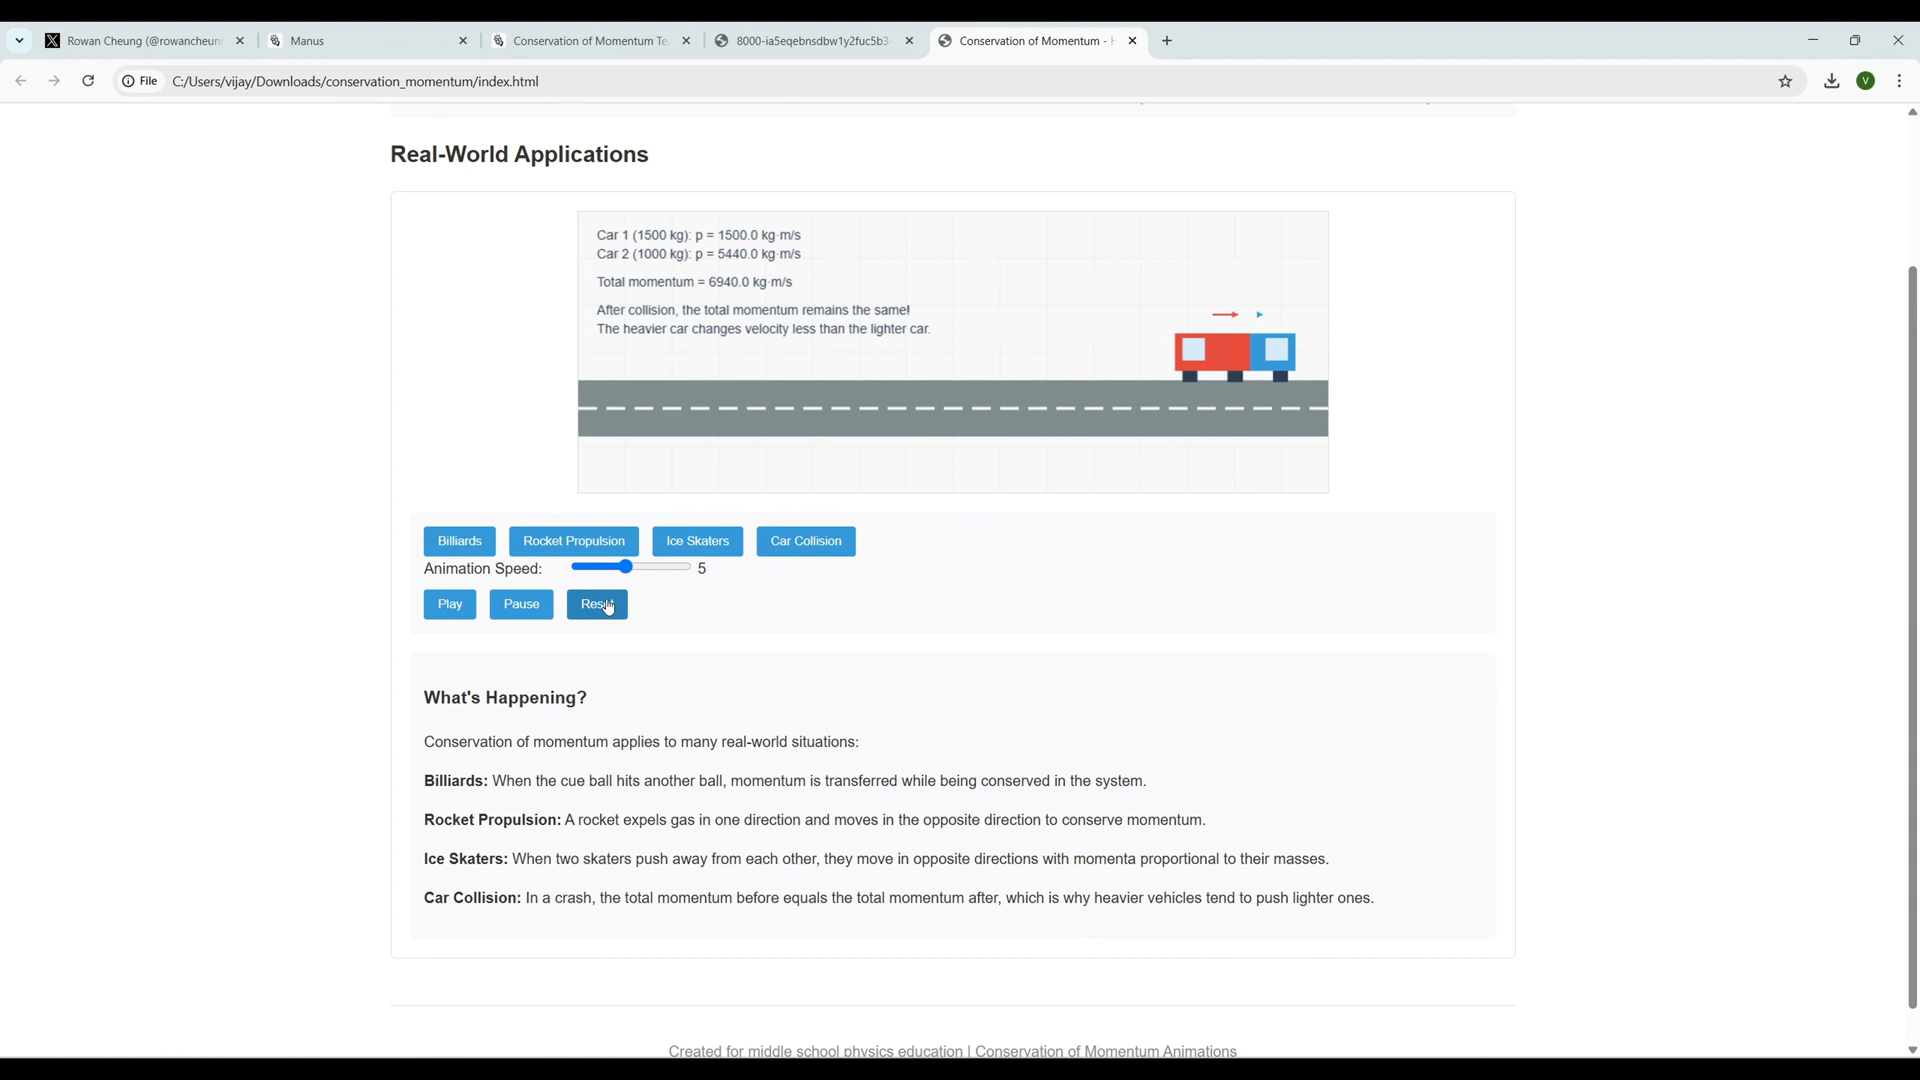 Rowan Cheung (@rowancheun
Manus
Conservation of Momentum Te
8000-ia5eqebnsdbw1y2fuc5b3-
Conservation of Momentum - H
File
C:/Users/vijay/Downloads/conservation_momentum/index.html
V
Real-World Applications
Car 1 (1500 kg): p = 1500.0 kg·m/s
Car 2 (1000 kg): p = 5440.0 kg·m/s
Total momentum = 6940.0 kg·m/s
After collision, the total momentum remains the same!
The heavier car changes velocity less than the lighter car.
Billiards Rocket Propulsion Ice Skaters Car Collision
Animation Speed: 5
Play Pause Reset
What's Happening?
Conservation of momentum applies to many real-world situations:
Billiards: When the cue ball hits another ball, momentum is transferred while being conserved in the system.
Rocket Propulsion: A rocket expels gas in one direction and moves in the opposite direction to conserve momentum.
Ice Skaters: When two skaters push away from each other, they move in opposite directions with momenta proportional to their masses.
Car Collision: In a crash, the total momentum before equals the total momentum after, which is why heavier vehicles tend to push lighter ones.
Created for middle school physics education | Conservation of Momentum Animations